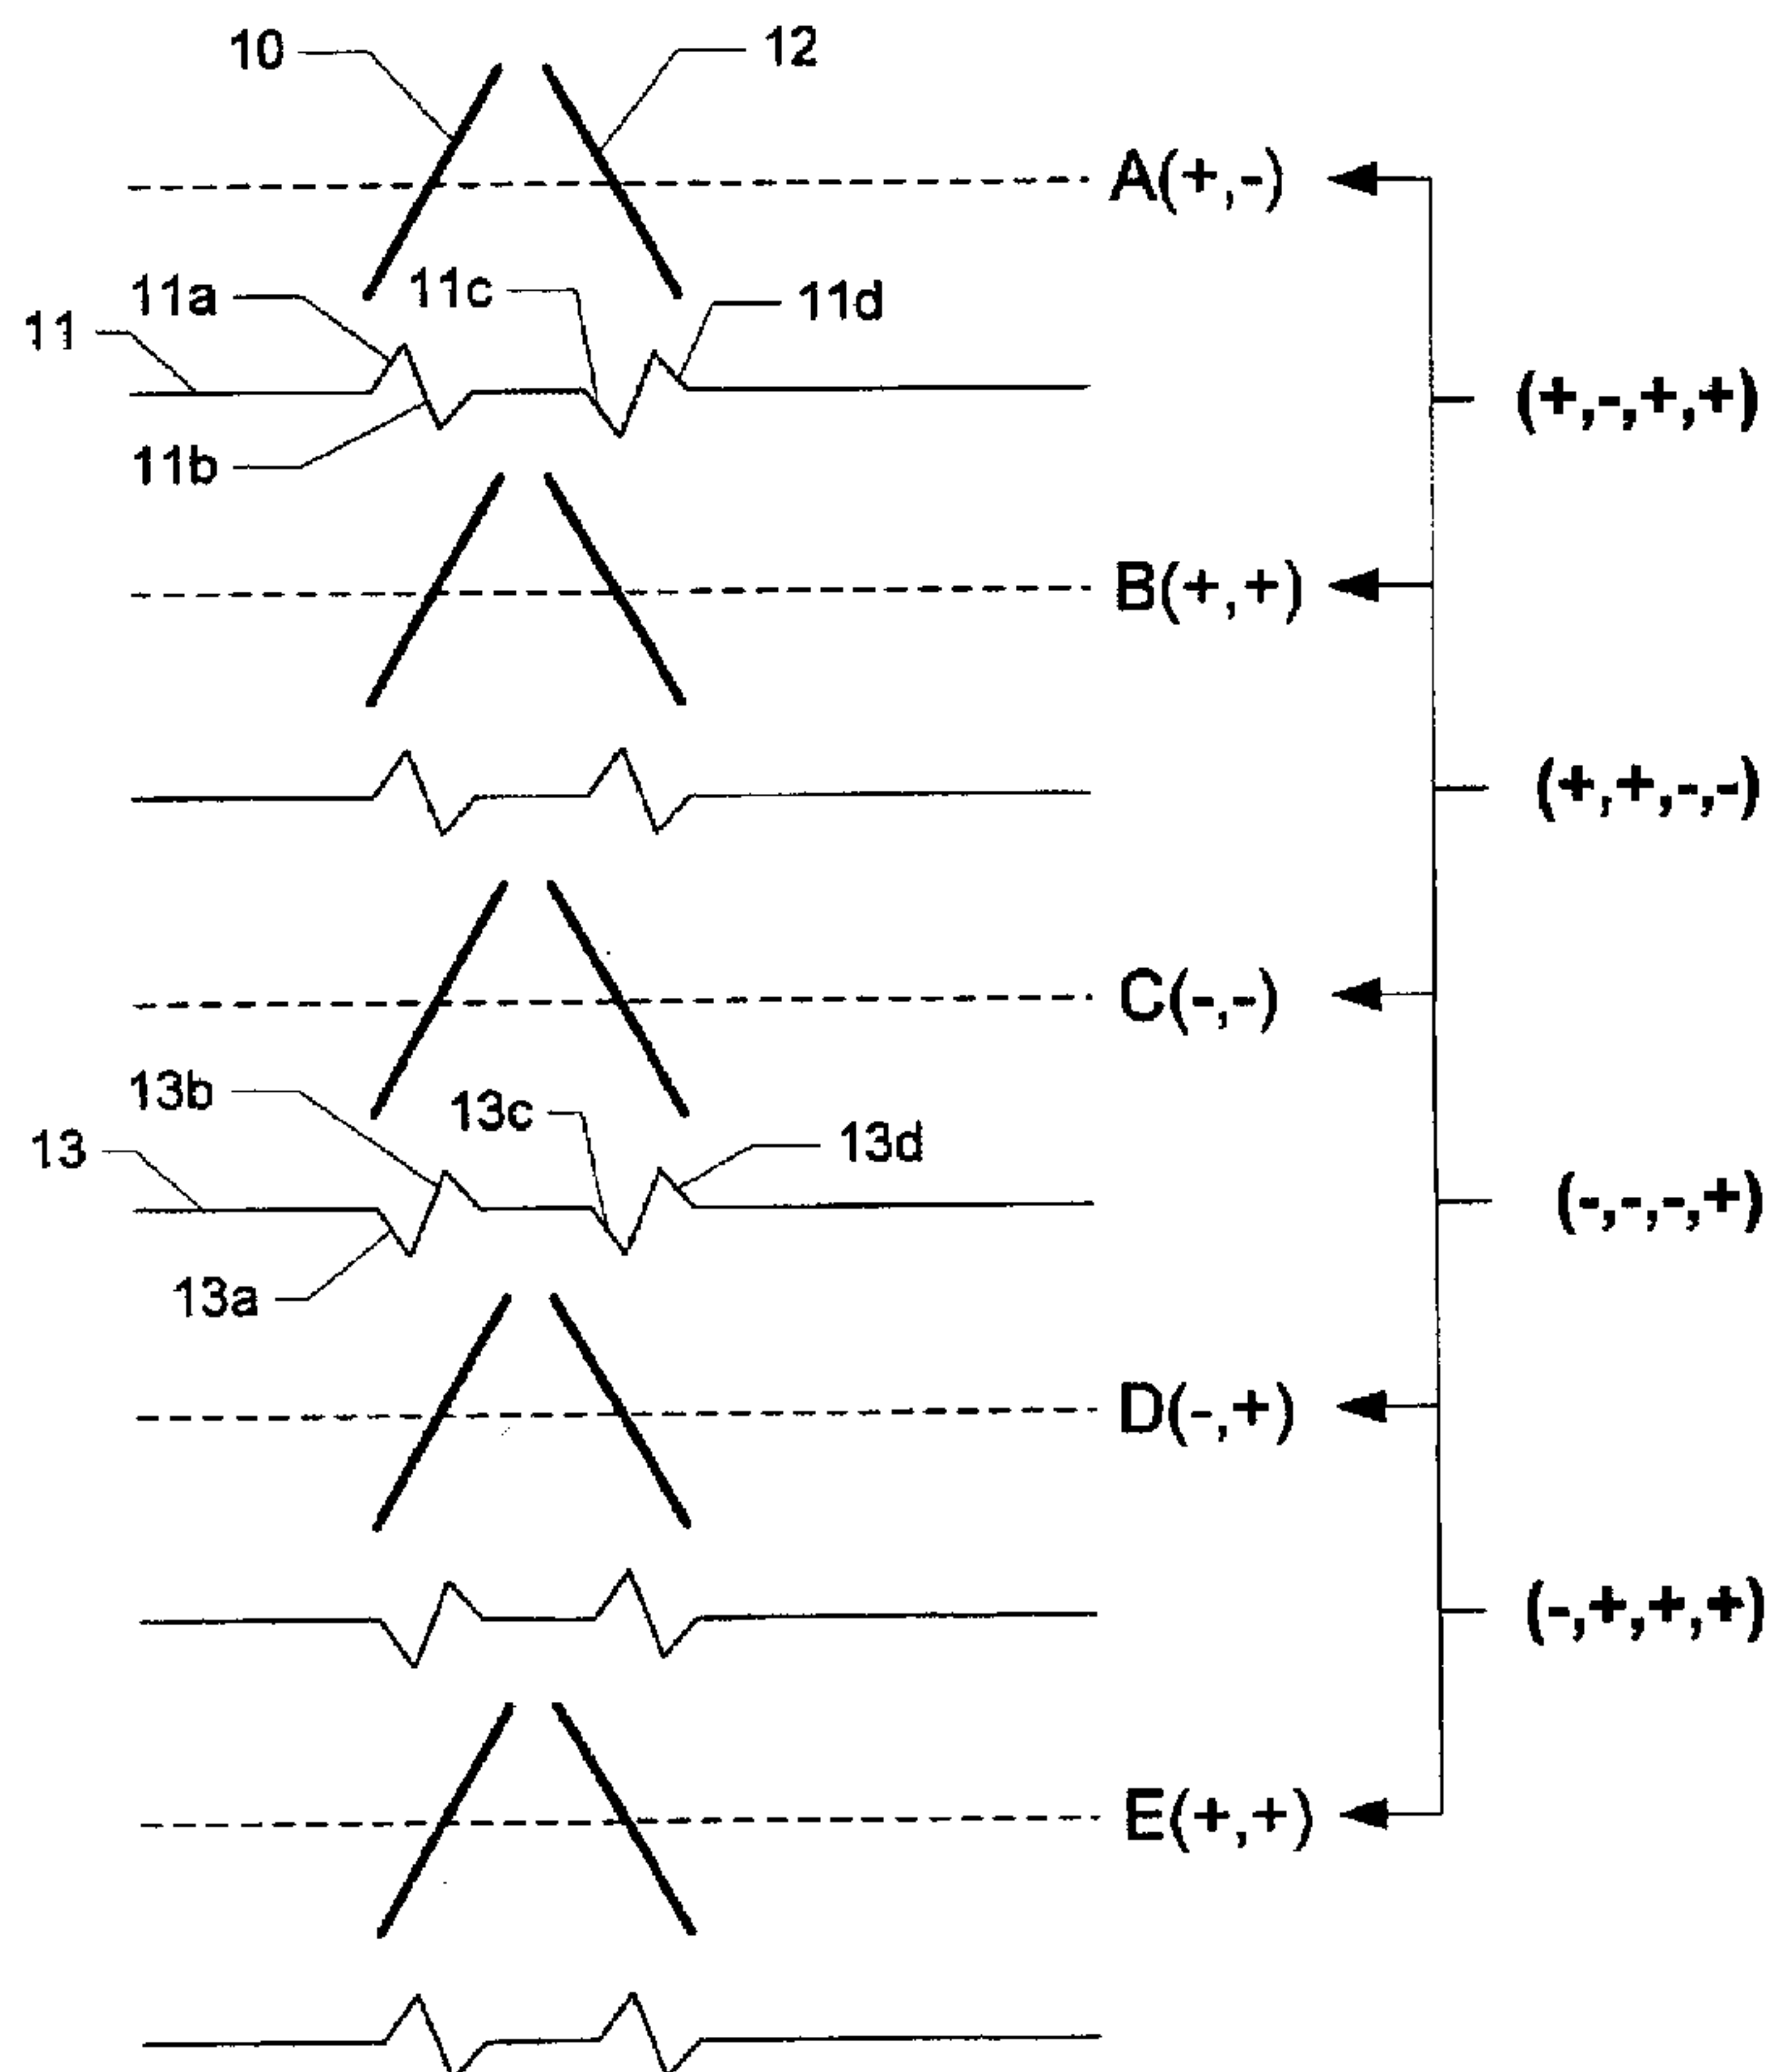 10
12
A(+,-)
11a
11c
11d
11
(+,-,+,+)
11b
B(+,+)
(+,+,-,-)
C(-,-)
13b
13c
13d
13
(-,-,-,+)
13a
D(-,+)
(-,+,+,+)
E(+,+)